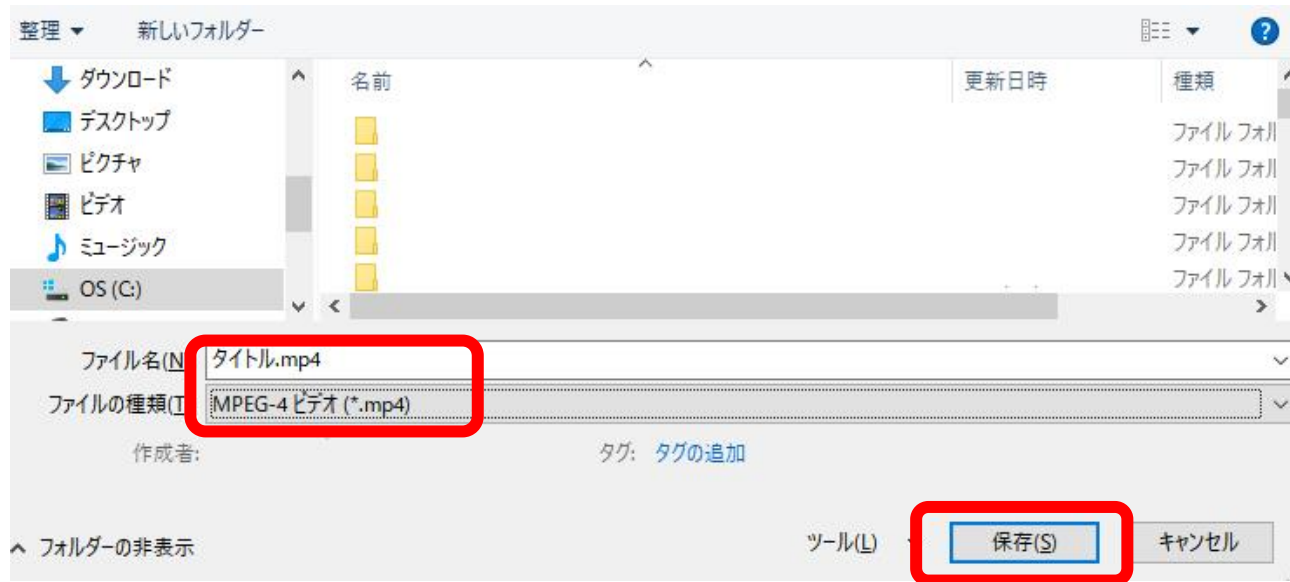 整理 新しいフォルダー
ダウンロード
デスクトップ
ピクチャ
ビデオ
ミュージック
OS (C:)
名前 更新日時 種類
ファイル フォル
ファイル フォル
ファイル フォル
ファイル フォル
ファイル フォル
ファイル名(N タイトル.mp4
ファイルの種類(T MPEG-4 ビデオ (*.mp4)
作成者: タグ: タグの追加
フォルダーの非表示 ツール(L) 保存(S) キャンセル